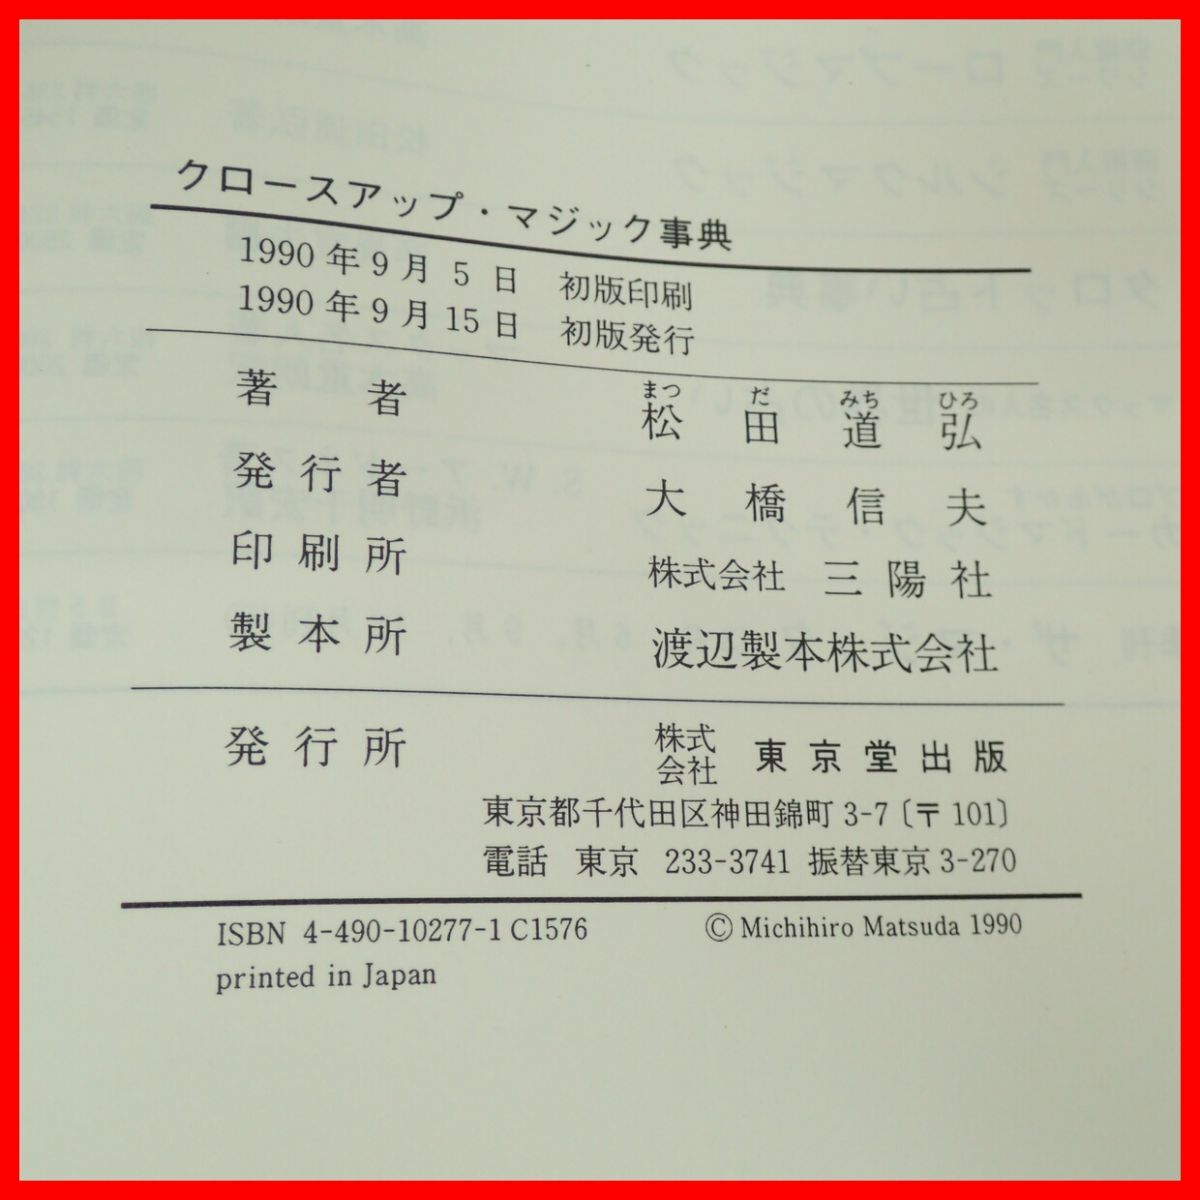 クロースアップ・マジック事典
1990年9月 5日 初版印刷
1990年9月15日 初版発行
著者 松田道弘
まつ だ みち ひろ
発行者 大橋信夫
印刷所 株式会社 三陽社
製本所 渡辺製本株式会社
発行所 株式会社 東京堂出版
東京都千代田区神田錦町3-7〔〒101〕
電話 東京 233-3741 振替東京3-270
ISBN 4-490-10277-1 C1576 © Michihiro Matsuda 1990
printed in Japan